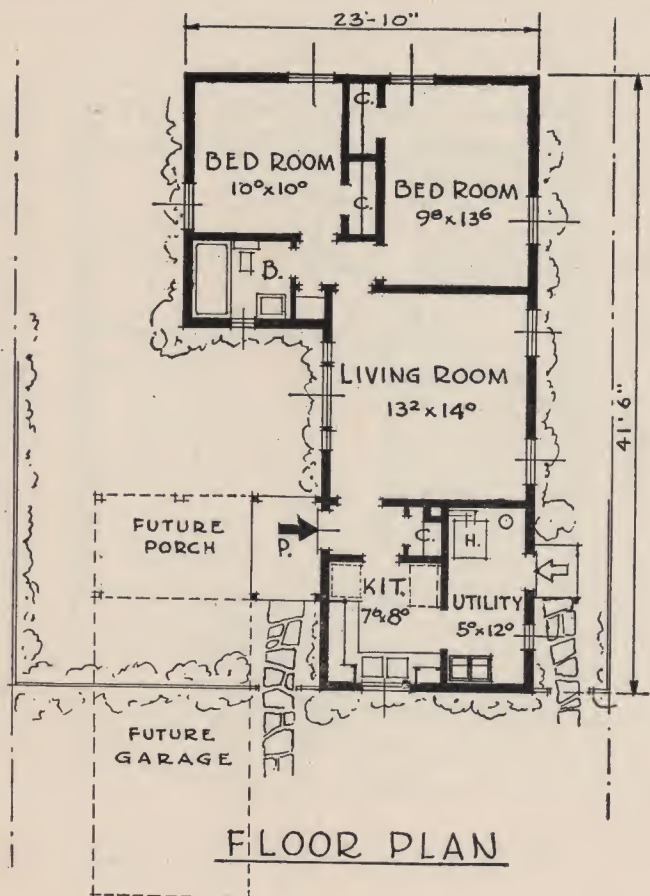 23'-10"
C.
BED ROOM
10⁰x10⁰
BED ROOM
9⁸x13⁶
C.
B.
LIVING ROOM
13²x14⁰
41'6"
FUTURE
PORCH
P.
C.
H.
KIT.
7⁶x8⁰
UTILITY
5⁰x12⁰
FUTURE
GARAGE
FLOOR PLAN